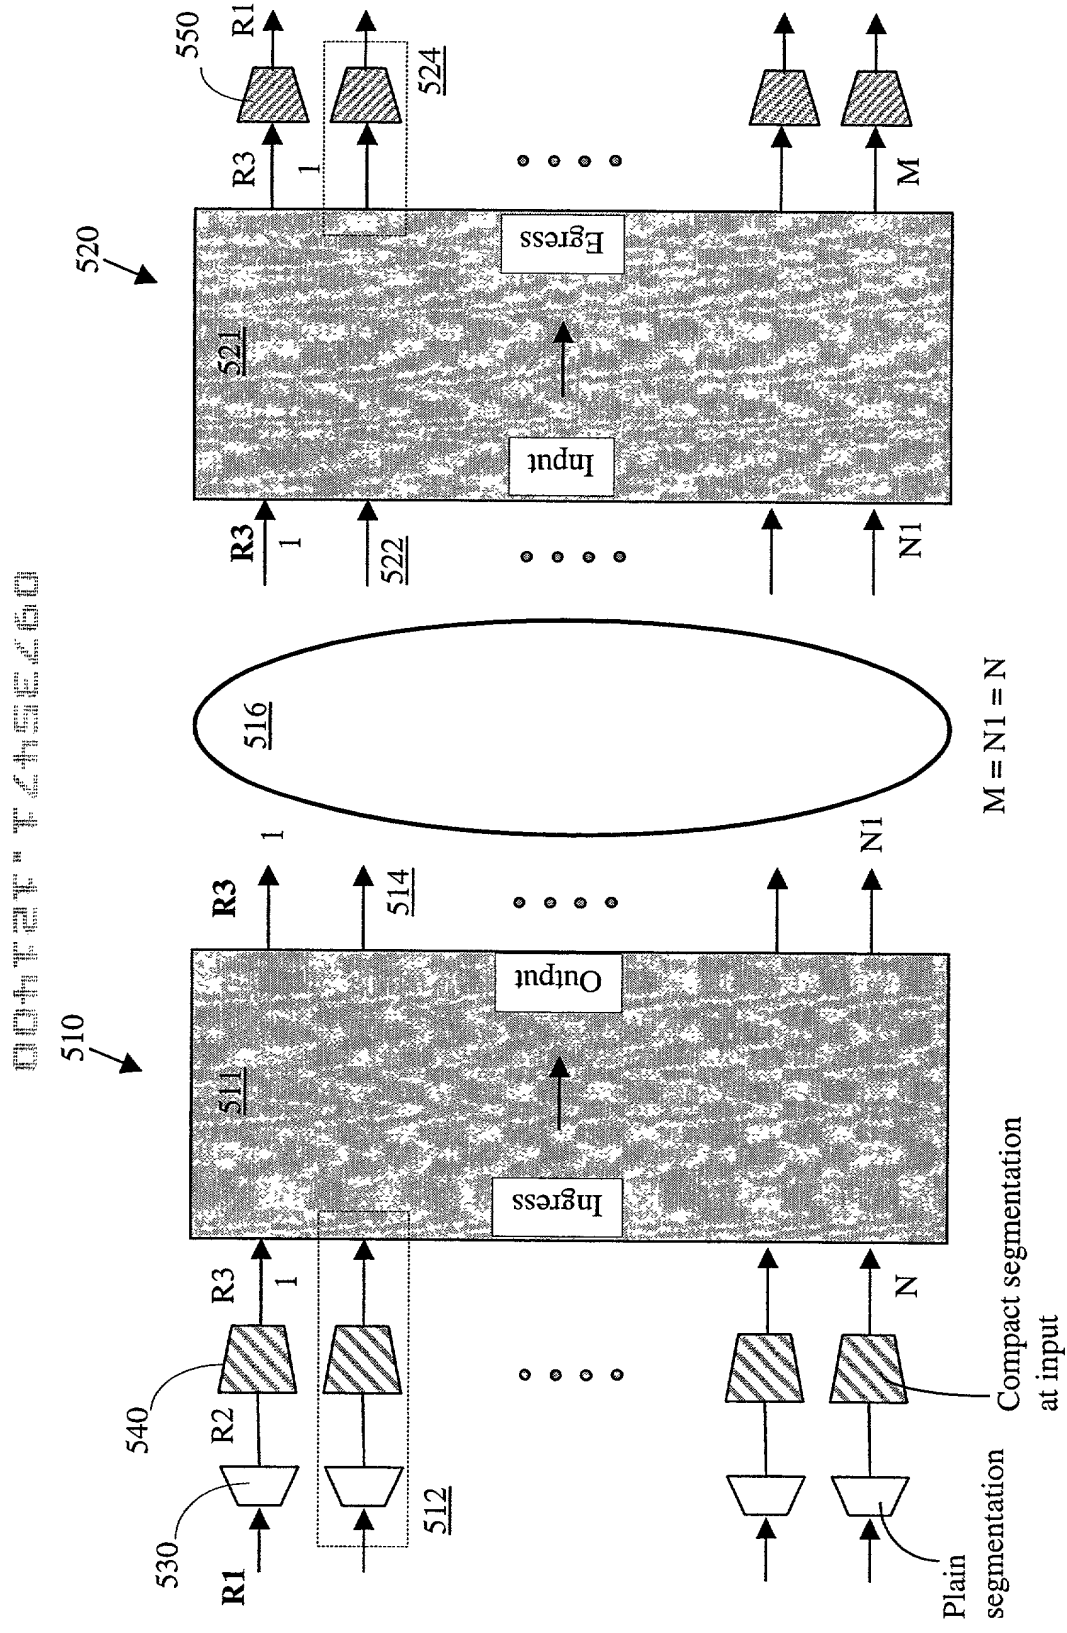 510
520
R1
R2
R3
R3
R3
R3
R1
530
540
550
1
1
1
1
511
516
521
512
514
522
524
Ingress
Output
Input
Egress
N
N1
N1
M
M = N1 = N
Plain
segmentation
Compact segmentation
at input